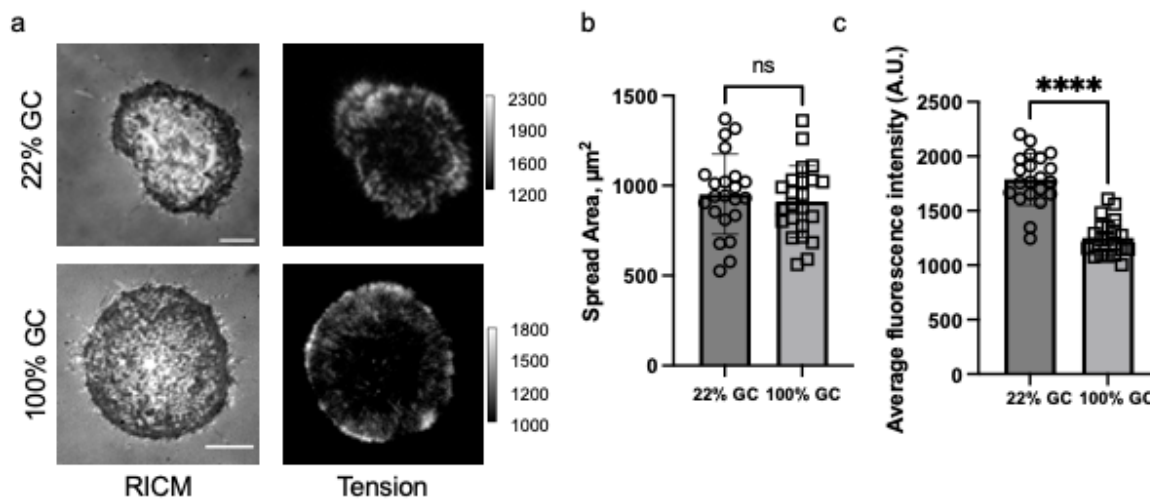 a
22% GC
2300
1900
1600
1200
100% GC
1800
1600
1400
1200
1000
RICM
Tension
b
ns
Spread Area, µm²
1500
1000
500
0
22% GC
100% GC
c
****
Average fluorescence intensity (A.U.)
2500
2000
1500
1000
500
0
22% GC
100% GC